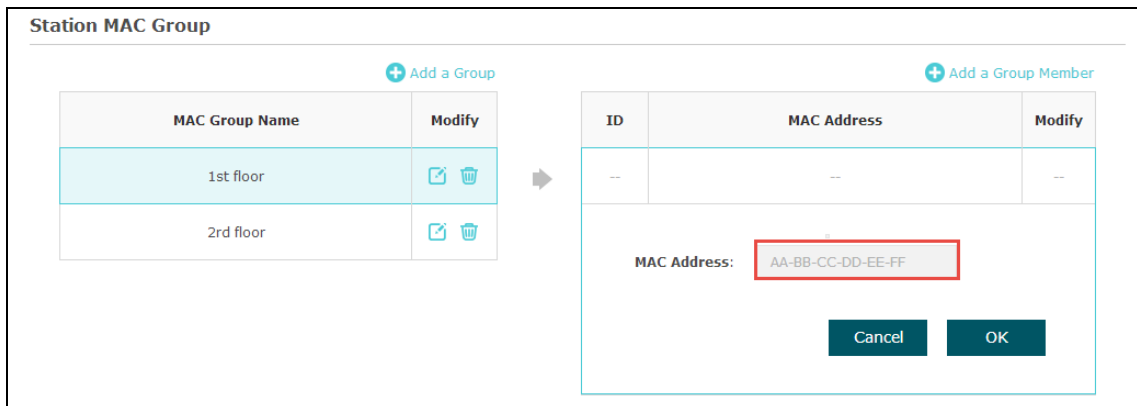 Station MAC Group
Add a Group
Add a Group Member
MAC Group Name Modify
ID MAC Address Modify
1st floor
-- -- --
2rd floor
MAC Address: AA-BB-CC-DD-EE-FF
Cancel OK